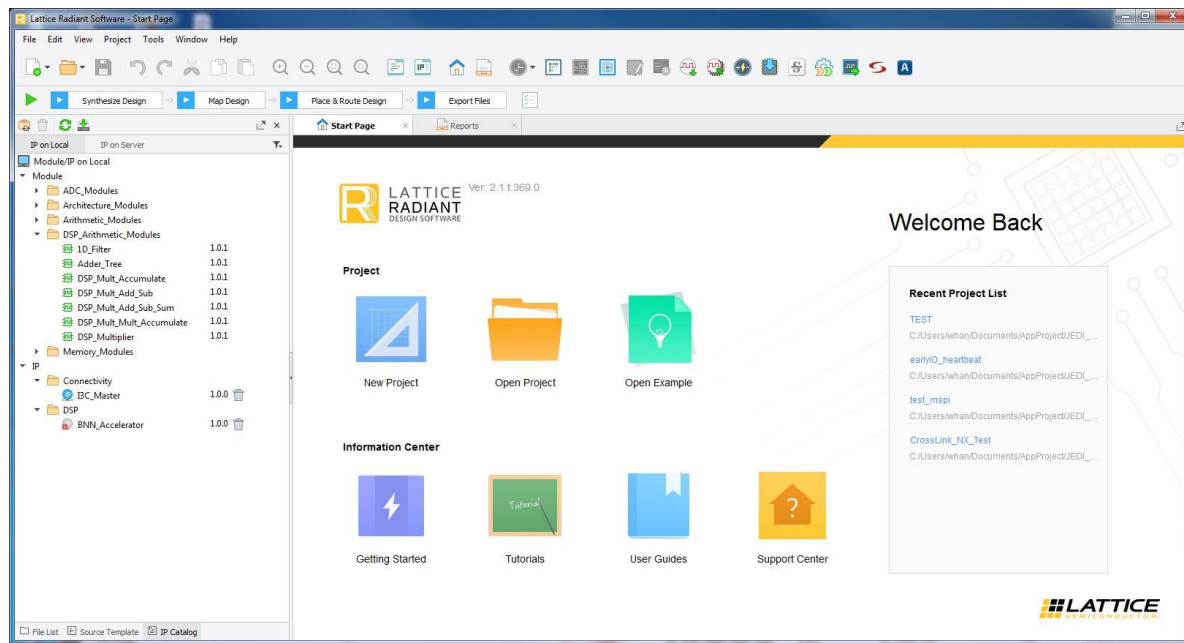 Lattice Radiant Software - Start Page
File Edit View Project Tools Window Help
Synthesize Design Map Design Place & Route Design Export Files
IP on Local IP on Server
Module/IP on Local
Module
ADC_Modules
Architecture_Modules
Arithmetic_Modules
DSP_Arithmetic_Modules
1D_Filter 1.0.1
Adder_Tree 1.0.1
DSP_Mult_Accumulate 1.0.1
DSP_Mult_Add_Sub 1.0.1
DSP_Mult_Add_Sub_Sum 1.0.1
DSP_Mult_Mult_Accumulate 1.0.1
DSP_Multiplier 1.0.1
Memory_Modules
IP
Connectivity
I3C_Master 1.0.0
DSP
BNN_Accelerator 1.0.0
File List Source Template IP Catalog
Start Page Reports
LATTICE
RADIANT
DESIGN SOFTWARE
Ver: 2.1.1.369.0
Project
New Project Open Project Open Example
Information Center
Tutorial
Getting Started Tutorials User Guides Support Center
Welcome Back
Recent Project List
TEST
C:/Users/whan/Documents/AppProject/JEDI_...
earlyIO_heartbeat
C:/Users/whan/Documents/AppProject/JEDI_...
test_mspi
C:/Users/whan/Documents/AppProject/JEDI_...
CrossLink_NX_Test
C:/Users/whan/Documents/AppProject/JEDI_...
LATTICE
SEMICONDUCTOR.